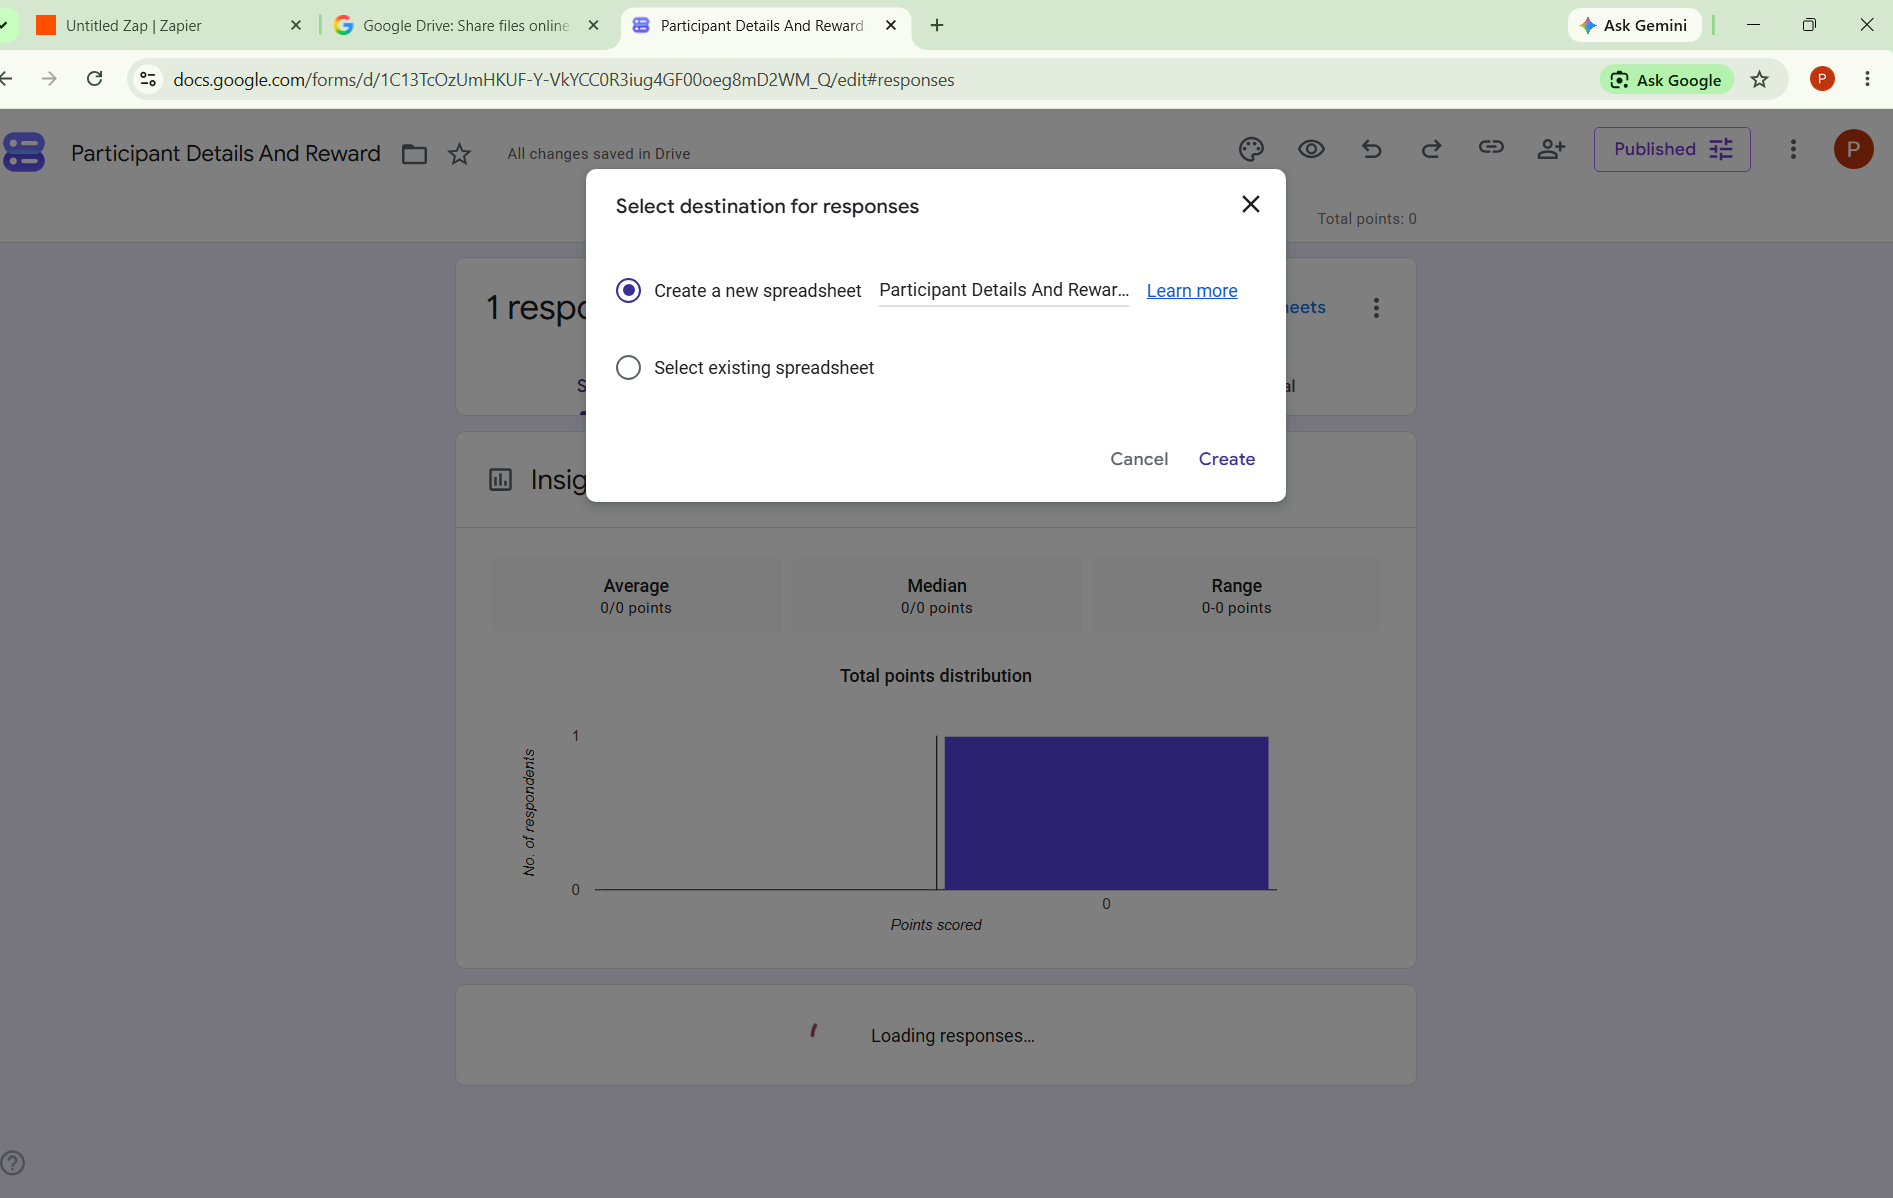 Untitled Zap | Zapier
Google Drive: Share files online
Participant Details And Reward
Ask Gemini
docs.google.com/forms/d/1C13TcOzUmHKUF-Y-VkYCC0R3iug4GF00oeg8mD2WM_Q/edit#responses
Ask Google
P
Participant Details And Reward
All changes saved in Drive
Published
P
Total points: 0
Select destination for responses
Create a new spreadsheet
Participant Details And Rewar...
Learn more
Select existing spreadsheet
Cancel
Create
1 respo
eets
S
al
Insig
Average
0/0 points
Median
0/0 points
Range
0-0 points
Total points distribution
No. of respondents
1
0
0
Points scored
Loading responses...